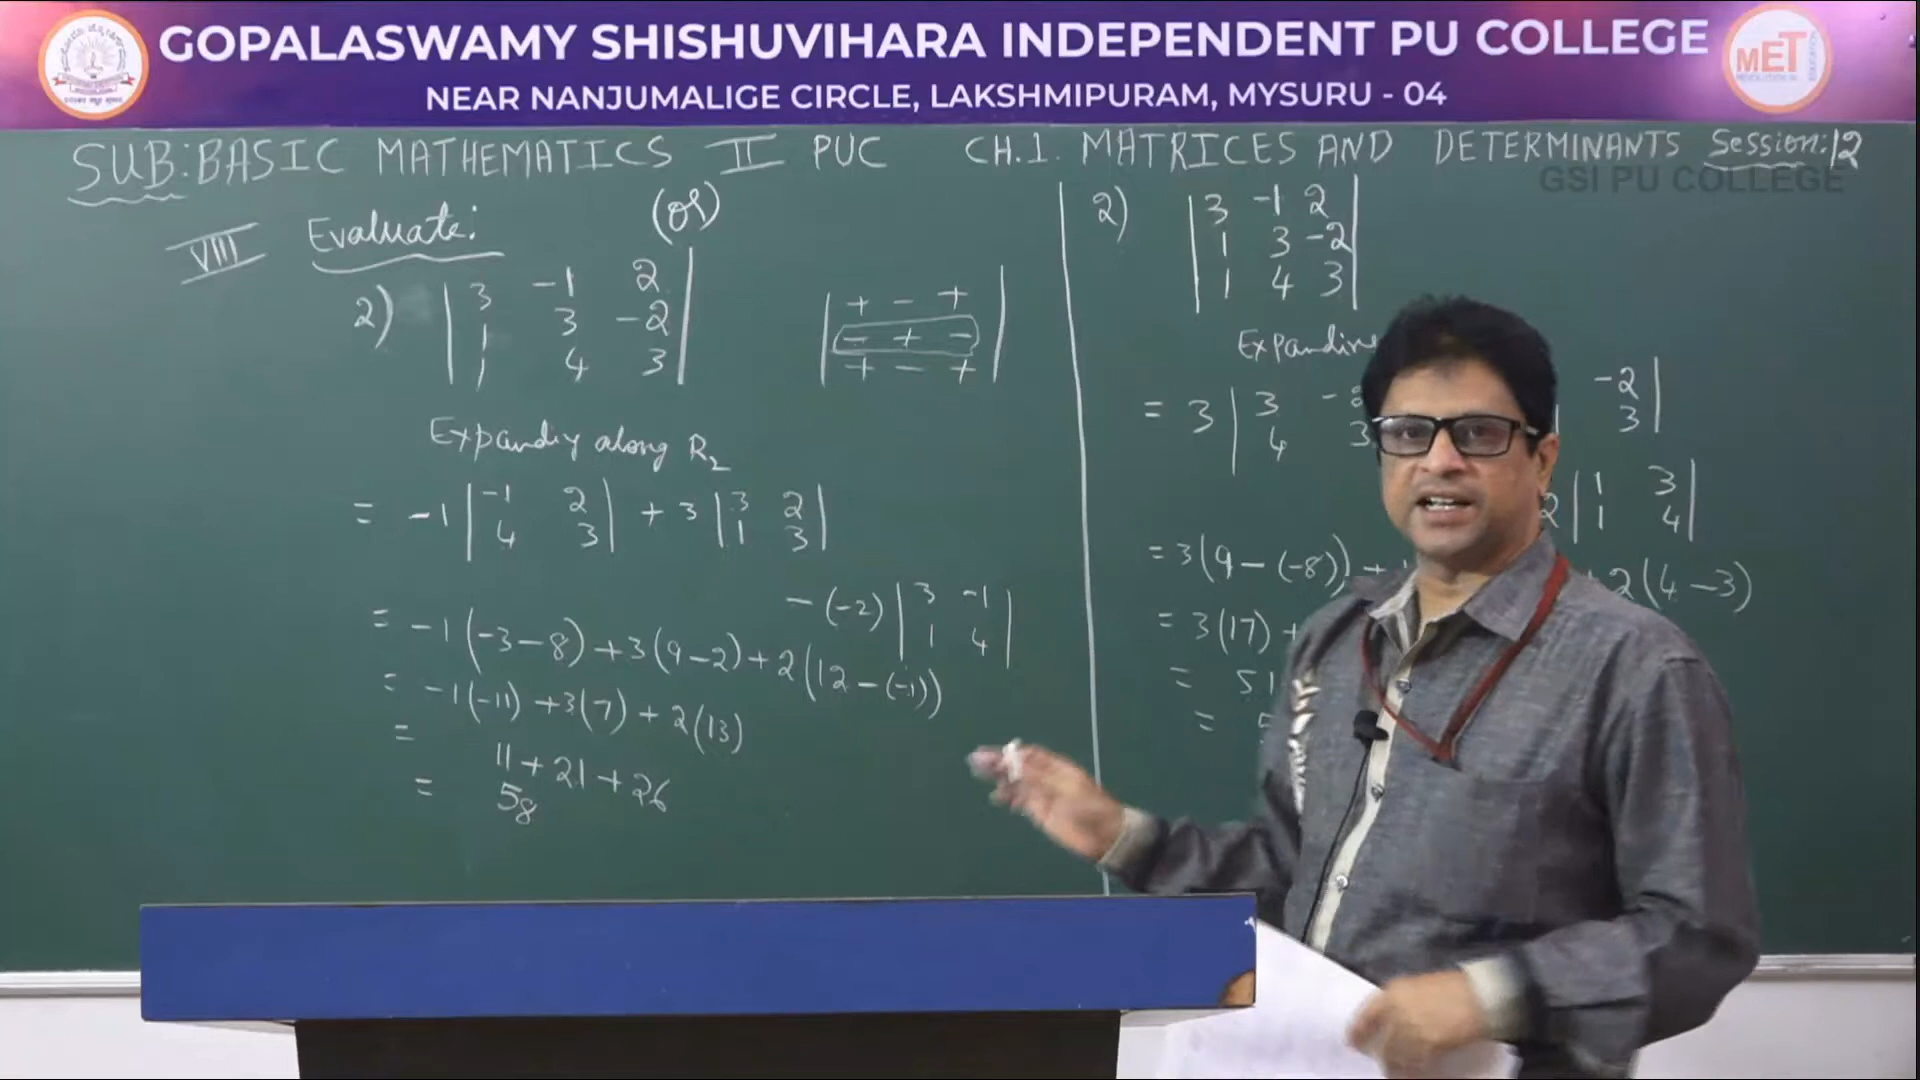 GOPALASWAMY SHISHUVIHARA INDEPENDENT PU COLLEGE
NEAR NANJUMALIGE CIRCLE, LAKSHMIPURAM, MYSURU - 04
MET
SUB: BASIC MATHEMATICS II PUC CH.1. MATRICES AND DETERMINANTS Session:12
GSI PU COLLEGE
VIII Evaluate: (or)
2) | 3 -1 2 |
| 1 3 -2 |
| 1 4 3 |
| + - + |
| - + - |
| + - + |
Expandiy along R₂
= -1 | -1 2 | + 3 | 3 2 |
| 4 3 | | 1 3 |
- (-2) | 3 -1 |
| 1 4 |
= -1(-3-8) + 3(9-2) + 2(12-(-1))
= -1(-11) + 3(7) + 2(13)
= 11 + 21 + 26
= 58
2) | 3 -1 2 |
| 1 3 -2 |
| 1 4 3 |
= 3 | 3
4 3
-2 |
3 |
2 | 1 3 |
| 1 4 |
= 3(9-(-8)) +
2(4-3)
= 3(17) +
= 51
=